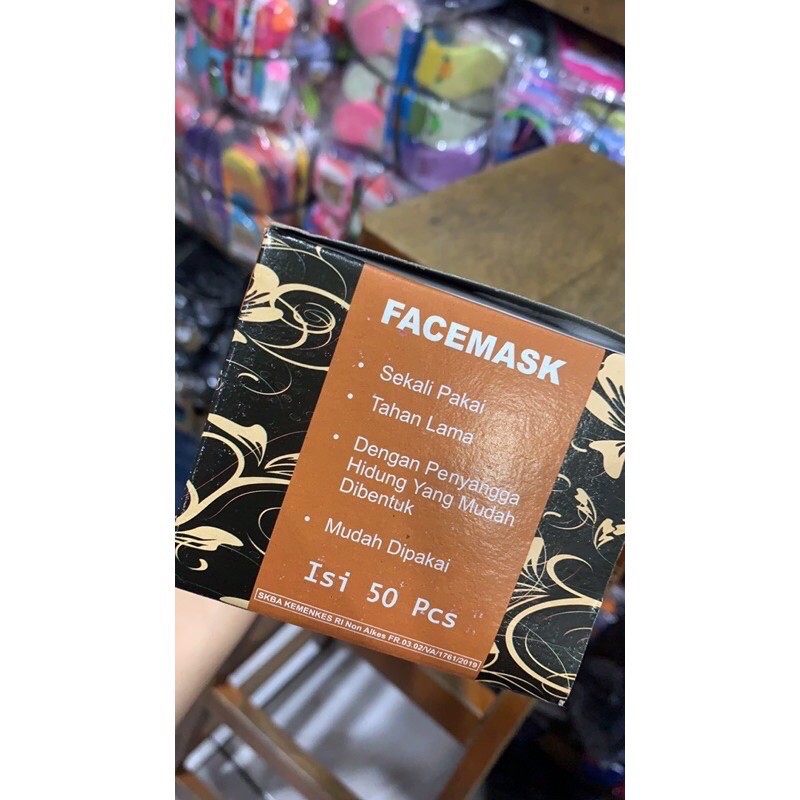 FACEMASK
• Sekali Pakai
• Tahan Lama
• Dengan Penyangga
Hidung Yang Mudah
Dibentuk
• Mudah Dipakai
Isi 50 Pcs
SKBA KEMENKES RI Non Alkes FR.03.02/VA/1761/2019